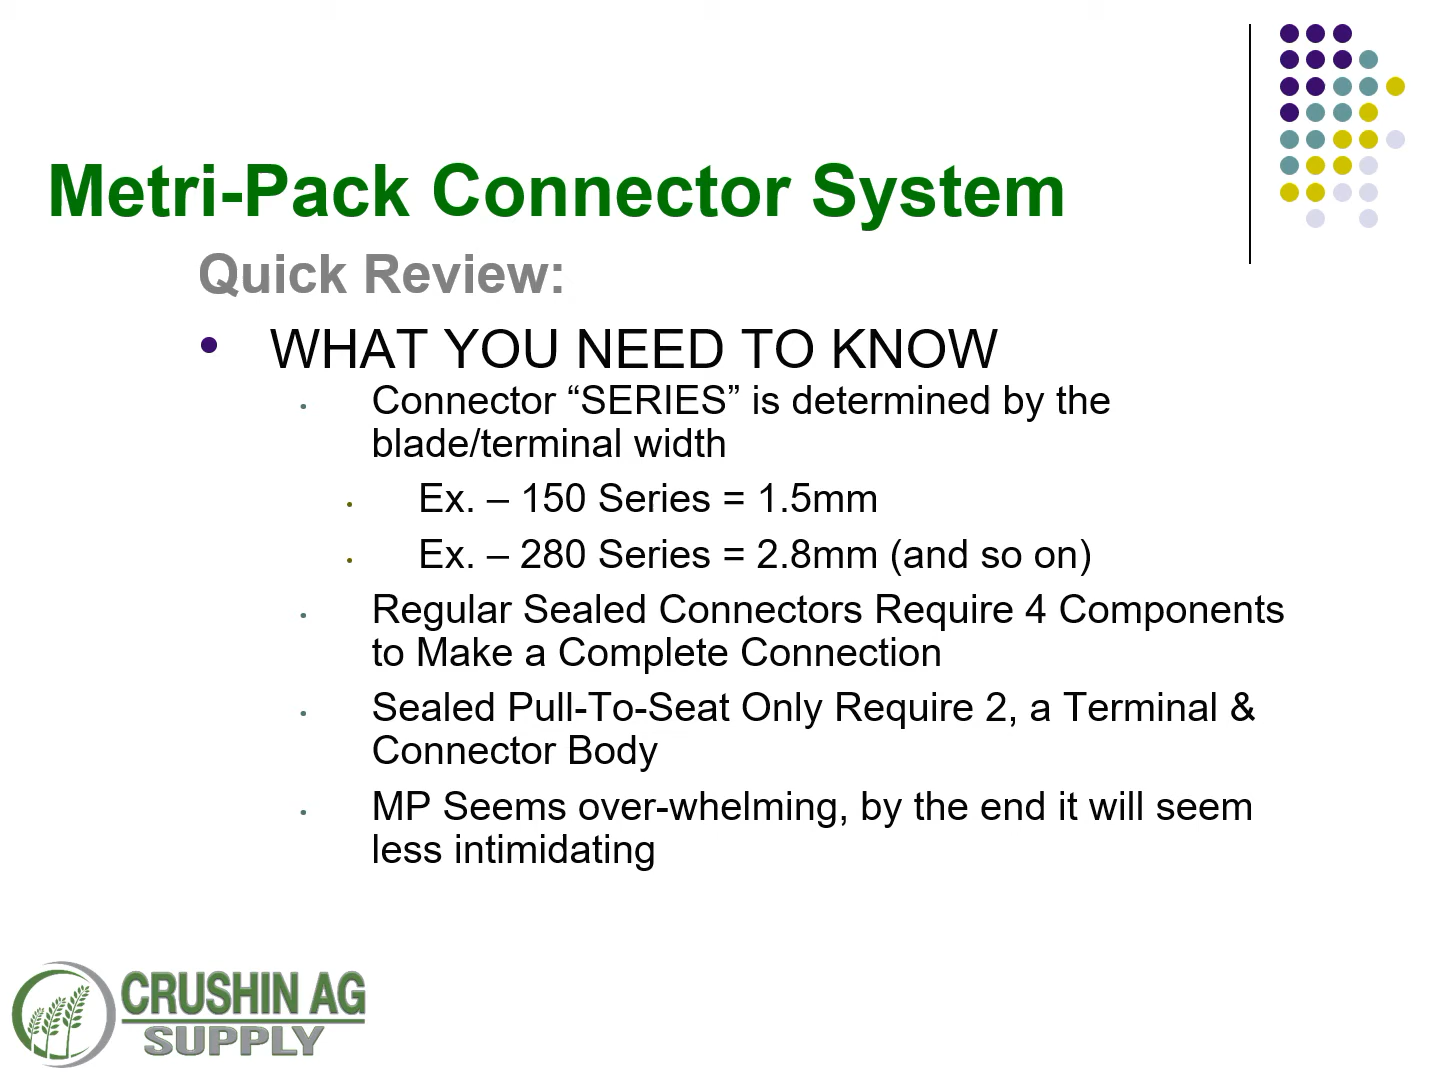 Metri-Pack Connector System
Quick Review:
• WHAT YOU NEED TO KNOW
• Connector “SERIES” is determined by the
blade/terminal width
• Ex. – 150 Series = 1.5mm
• Ex. – 280 Series = 2.8mm (and so on)
• Regular Sealed Connectors Require 4 Components
to Make a Complete Connection
• Sealed Pull-To-Seat Only Require 2, a Terminal &
Connector Body
• MP Seems over-whelming, by the end it will seem
less intimidating
CRUSHIN AG
SUPPLY